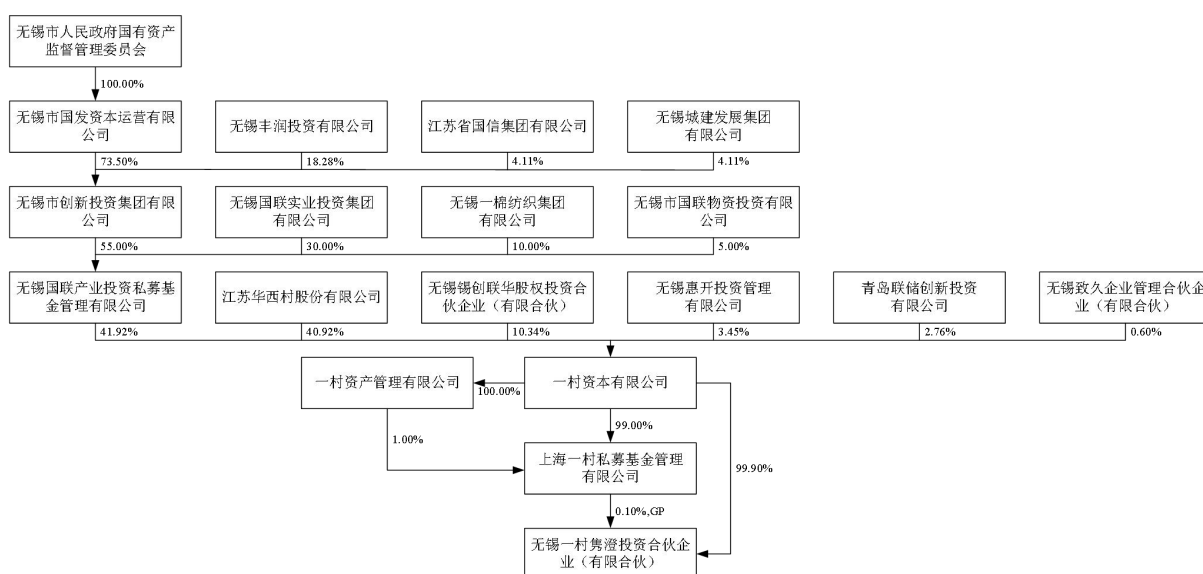 无锡市人民政府国有资产
监督管理委员会
100.00%
无锡市国发资本运营有限
公司
无锡丰润投资有限公司
江苏省国信集团有限公司
无锡城建发展集团
有限公司
73.50%
18.28%
4.11%
4.11%
无锡市创新投资集团有限
公司
无锡国联实业投资集团
有限公司
无锡一棉纺织集团
有限公司
无锡市国联物资投资有限
公司
55.00%
30.00%
10.00%
5.00%
无锡国联产业投资私募基
金管理有限公司
江苏华西村股份有限公司
无锡锡创联华股权投资合
伙企业（有限合伙）
无锡惠开投资管理
有限公司
青岛联储创新投资
有限公司
无锡致久企业管理合伙企
业（有限合伙）
41.92%
40.92%
10.34%
3.45%
2.76%
0.60%
一村资产管理有限公司
100.00%
一村资本有限公司
1.00%
99.00%
上海一村私募基金管理
有限公司
99.90%
0.10%,GP
无锡一村隽澄投资合伙企
业（有限合伙）